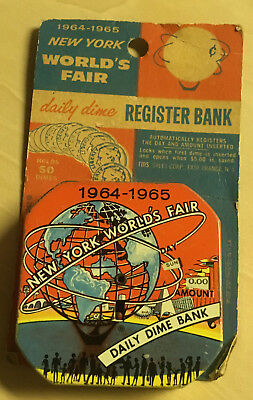 1964-1965
NEW YORK
WORLD'S
FAIR
daily dime REGISTER BANK
AUTOMATICALLY REGISTERS
THE DAY AND AMOUNT INSERTED
Locks when first dime is inserted
and opens when $5.00 is saved.
HOLDS
50
DIMES
1964-1965
NEW YORK WORLD'S FAIR
DAY
0.00
AMOUNT
DAILY DIME BANK